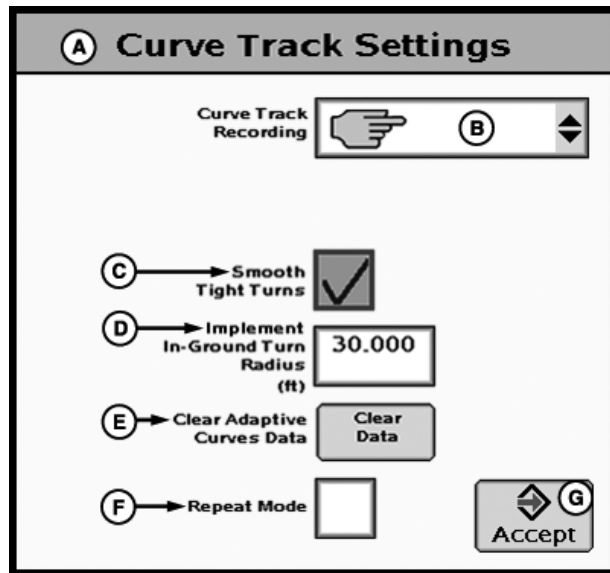 A Curve Track Settings
Curve Track
Recording
B
C Smooth
Tight Turns
D Implement
In-Ground Turn
Radius
(ft)
30.000
E Clear Adaptive
Curves Data
Clear
Data
F Repeat Mode
G
Accept